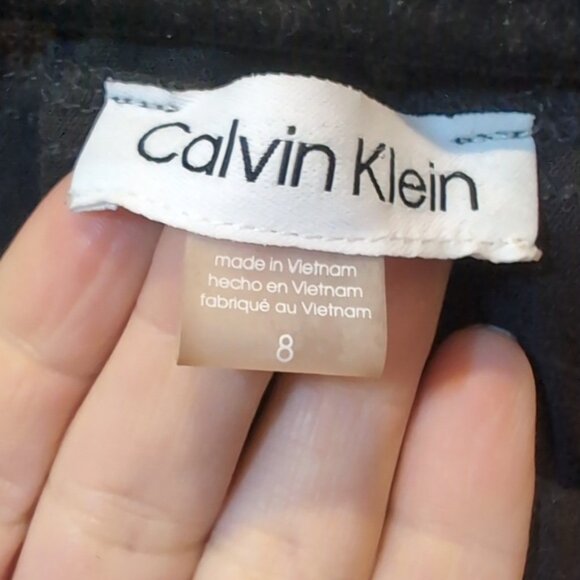 Calvin Klein
made in Vietnam
hecho en Vietnam
fabriqué au Vietnam
8